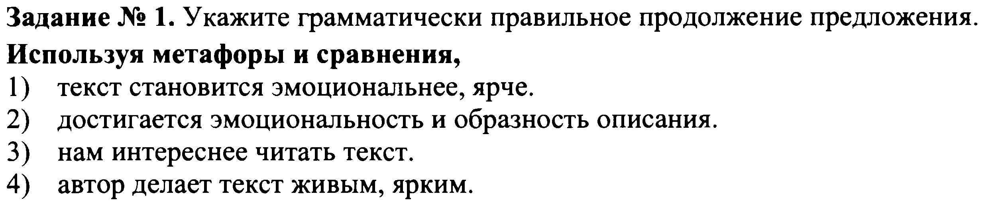 Задание № 1. Укажите грамматически правильное продолжение предложения.
Используя метафоры и сравнения,
1) текст становится эмоциональнее, ярче.
2) достигается эмоциональность и образность описания.
3) нам интереснее читать текст.
4) автор делает текст живым, ярким.